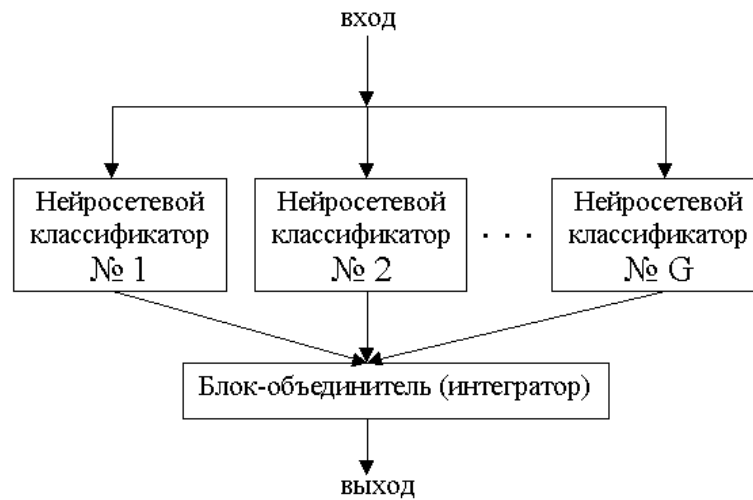 вход
Нейросетевой
классификатор
№ 1
Нейросетевой
классификатор
№ 2
. . .
Нейросетевой
классификатор
№ G
Блок-объединитель (интегратор)
выход